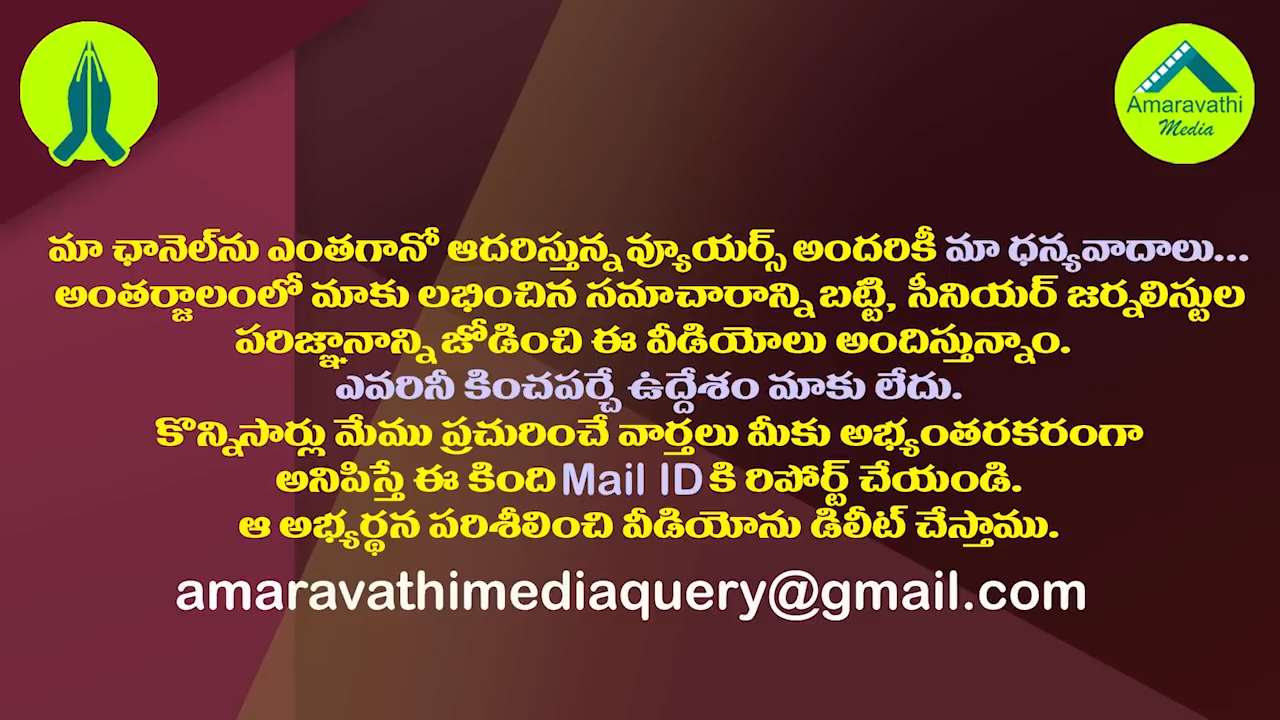 Amaravathi
Media
మా ఛానెల్‌ను ఎంతగానో ఆదరిస్తున్న వ్యూయర్స్ అందరికీ మా ధన్యవాదాలు...
అంతర్జాలంలో మాకు లభించిన సమాచారాన్ని బట్టి, సీనియర్ జర్నలిస్టుల
పరిజ్ఞానాన్ని జోడించి ఈ వీడియోలు అందిస్తున్నాం.
ఎవరినీ కించపర్చే ఉద్దేశం మాకు లేదు.
కొన్నిసార్లు మేము ప్రచురించే వార్తలు మీకు అభ్యంతరకరంగా
అనిపిస్తే ఈ కింది Mail ID కి రిపోర్ట్ చేయండి.
ఆ అభ్యర్థన పరిశీలించి వీడియోను డిలీట్ చేస్తాము.
amaravathimediaquery@gmail.com